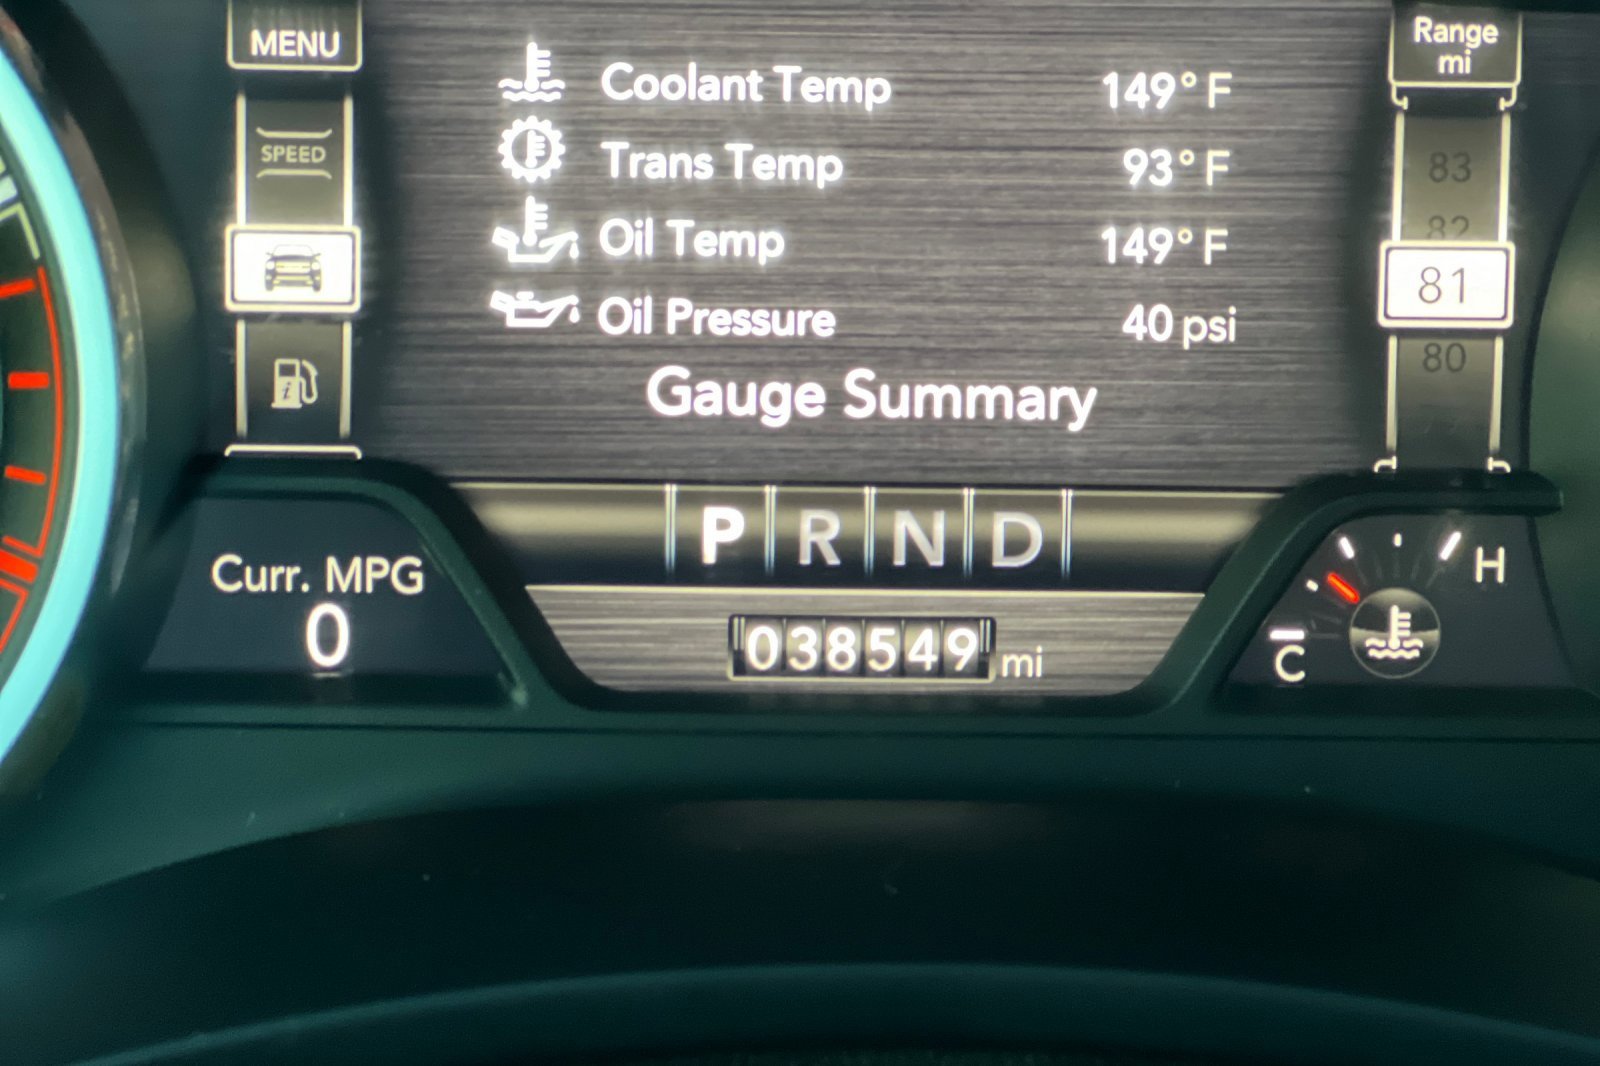 MENU
SPEED
Coolant Temp 149° F
Trans Temp 93° F
Oil Temp 149° F
Oil Pressure 40 psi
Gauge Summary
Range
mi
83
82
81
80
P R N D
Curr. MPG
0
038549 mi
C H